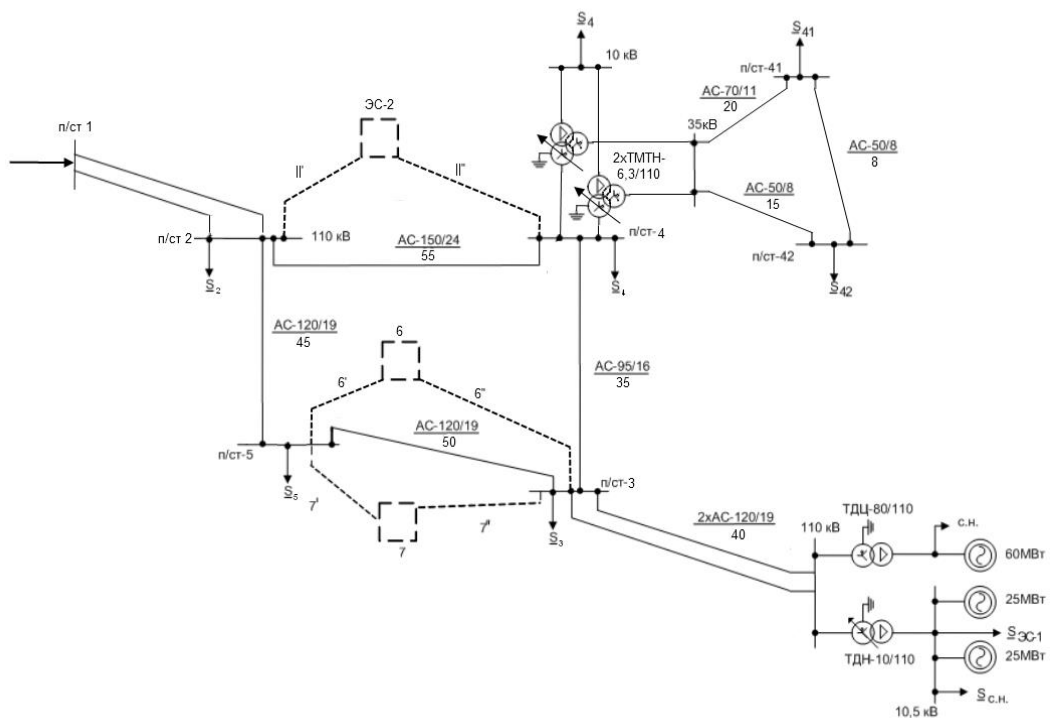 S4
10 кВ
S41
п/ст-41
АС-70/11
20
ЭС-2
п/ст 1
35кВ
2хТМТН-
6,3/110
АС-50/8
8
АС-50/8
15
II'
II"
п/ст-4
п/ст 2
110 кВ
АС-150/24
55
п/ст-42
S2
S4
S42
АС-120/19
45
6
АС-95/16
35
6'
6"
АС-120/19
50
п/ст-5
п/ст-3
S5
7'
7"
S3
7
2хАС-120/19
40
110 кВ
ТДЦ-80/110
с.н.
60МВт
25МВт
S ЭС-1
ТДН-10/110
25МВт
S с.н.
10,5 кВ